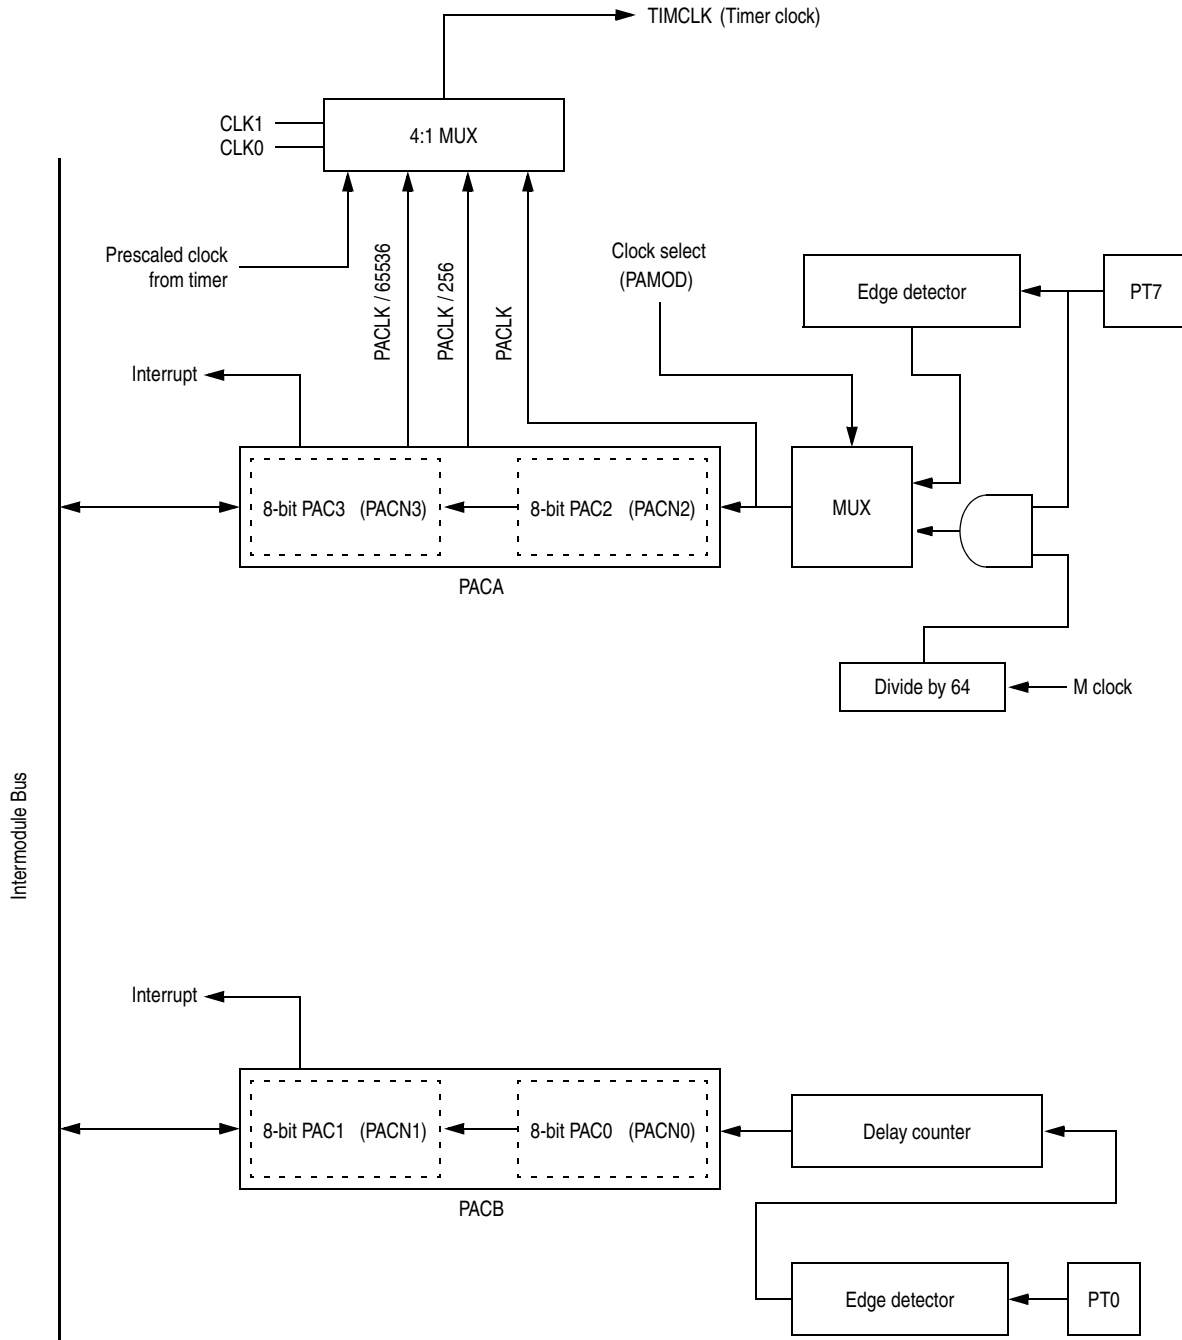 TIMCLK (Timer clock)
CLK1
CLK0
4:1 MUX
Prescaled clock
from timer
PACLK / 65536
PACLK / 256
PACLK
Clock select
(PAMOD)
Edge detector
PT7
Interrupt
8-bit PAC3 (PACN3)
8-bit PAC2 (PACN2)
MUX
PACA
Divide by 64
M clock
Intermodule Bus
Interrupt
8-bit PAC1 (PACN1)
8-bit PAC0 (PACN0)
Delay counter
PACB
Edge detector
PT0